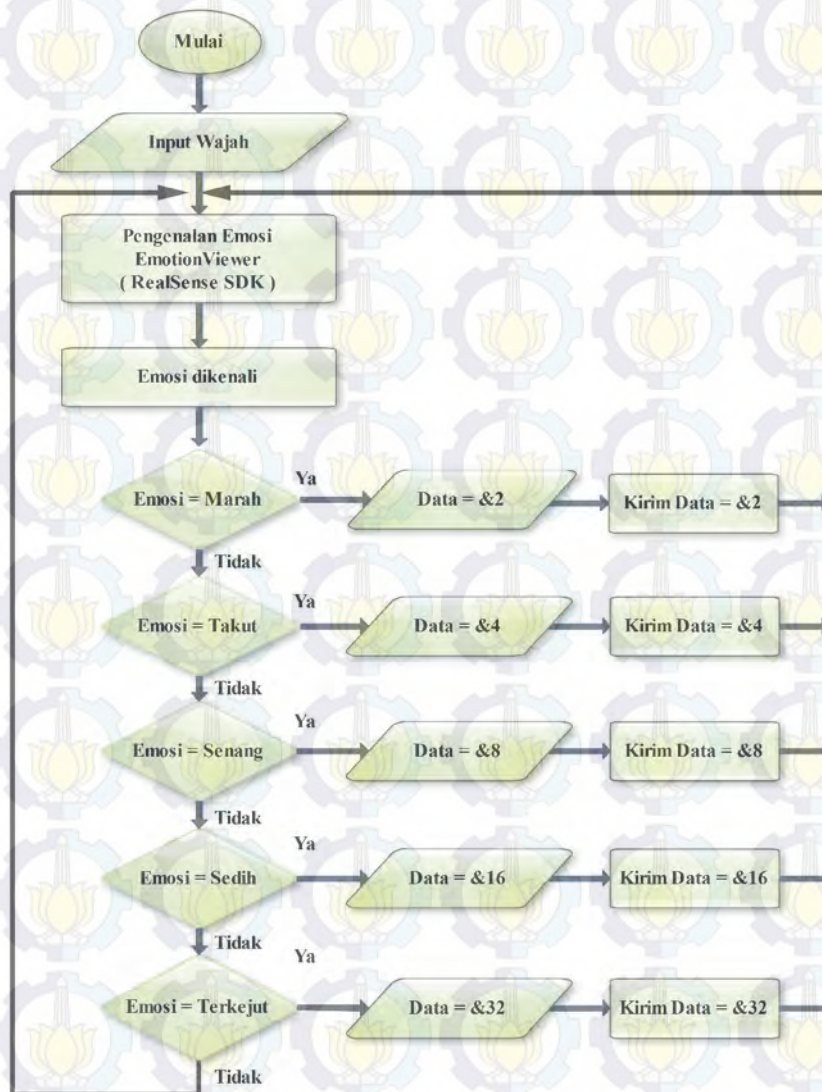 Mulai
Input Wajah
Pengenalan Emosi
EmotionViewer
( RealSense SDK )
Emosi dikenali
Emosi = Marah
Ya
Data = &2
Kirim Data = &2
Tidak
Emosi = Takut
Ya
Data = &4
Kirim Data = &4
Tidak
Emosi = Senang
Ya
Data = &8
Kirim Data = &8
Tidak
Emosi = Sedih
Ya
Data = &16
Kirim Data = &16
Tidak
Emosi = Terkejut
Ya
Data = &32
Kirim Data = &32
Tidak